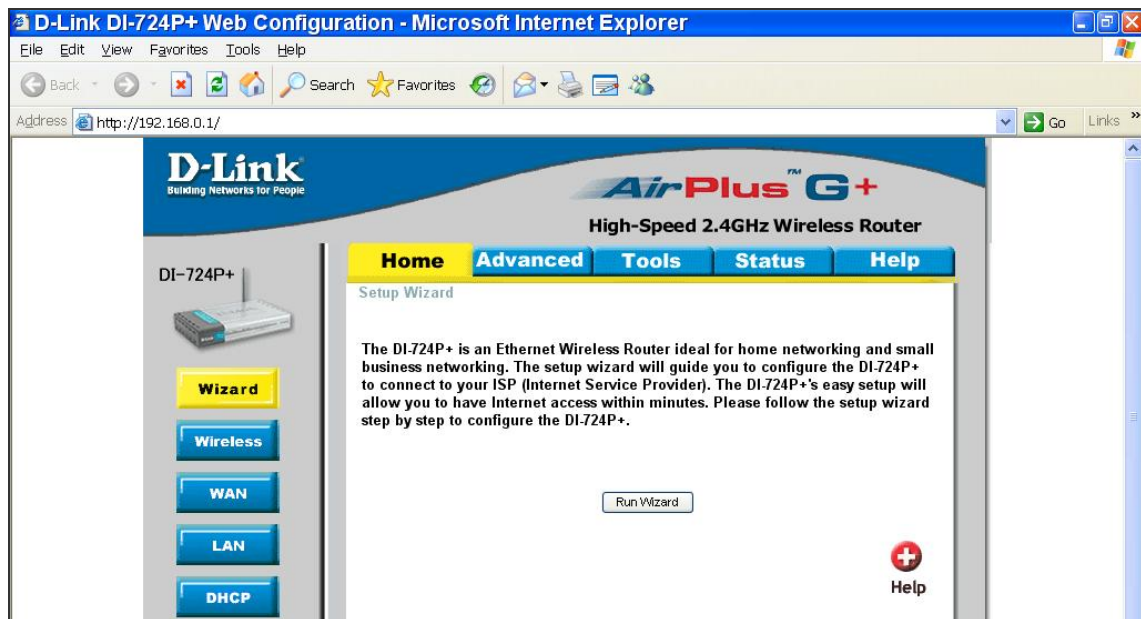 D-Link DI-724P+ Web Configuration - Microsoft Internet Explorer
File Edit View Favorites Tools Help
Back Search Favorites
Address http://192.168.0.1/ Go Links »
D-Link
Building Networks for People
AirPlus™ G+
High-Speed 2.4GHz Wireless Router
DI-724P+
Home Advanced Tools Status Help
Setup Wizard
The DI-724P+ is an Ethernet Wireless Router ideal for home networking and small
business networking. The setup wizard will guide you to configure the DI-724P+
to connect to your ISP (Internet Service Provider). The DI-724P+'s easy setup will
allow you to have Internet access within minutes. Please follow the setup wizard
step by step to configure the DI-724P+.
Wizard
Wireless
WAN
LAN
DHCP
Run Wizard
Help